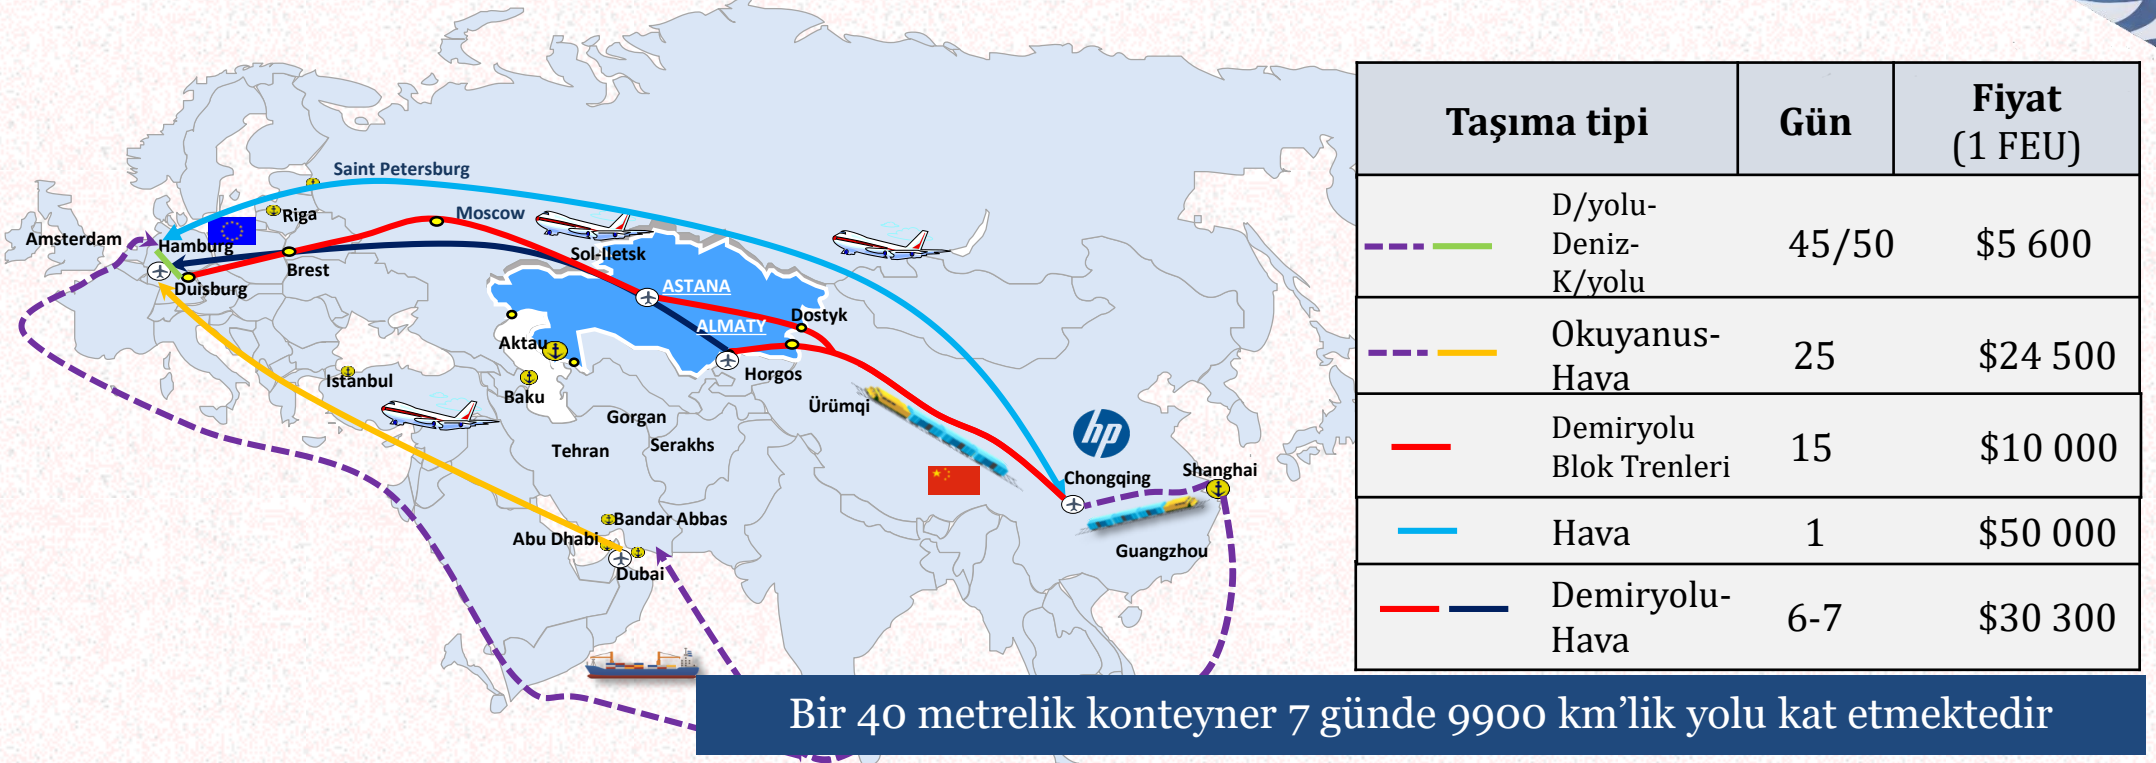 Saint Petersburg
Riga
Moscow
Amsterdam
Hamburg
Sol-Iletsk
Brest
Duisburg
ASTANA
ALMATY
Dostyk
Aktau
Horgos
Istanbul
Baku
Ürümqi
Gorgan
Tehran
Serakhs
hp
Chongqing
Shanghai
Bandar Abbas
Abu Dhabi
Guangzhou
Dubai
Taşıma tipi
Gün
Fiyat
(1 FEU)
D/yolu-
Deniz-
K/yolu
45/50
$5 600
Okuyanus-
Hava
25
$24 500
Demiryolu
Blok Trenleri
15
$10 000
Hava
1
$50 000
Demiryolu-
Hava
6-7
$30 300
Bir 40 metrelik konteyner 7 günde 9900 km’lik yolu kat etmektedir